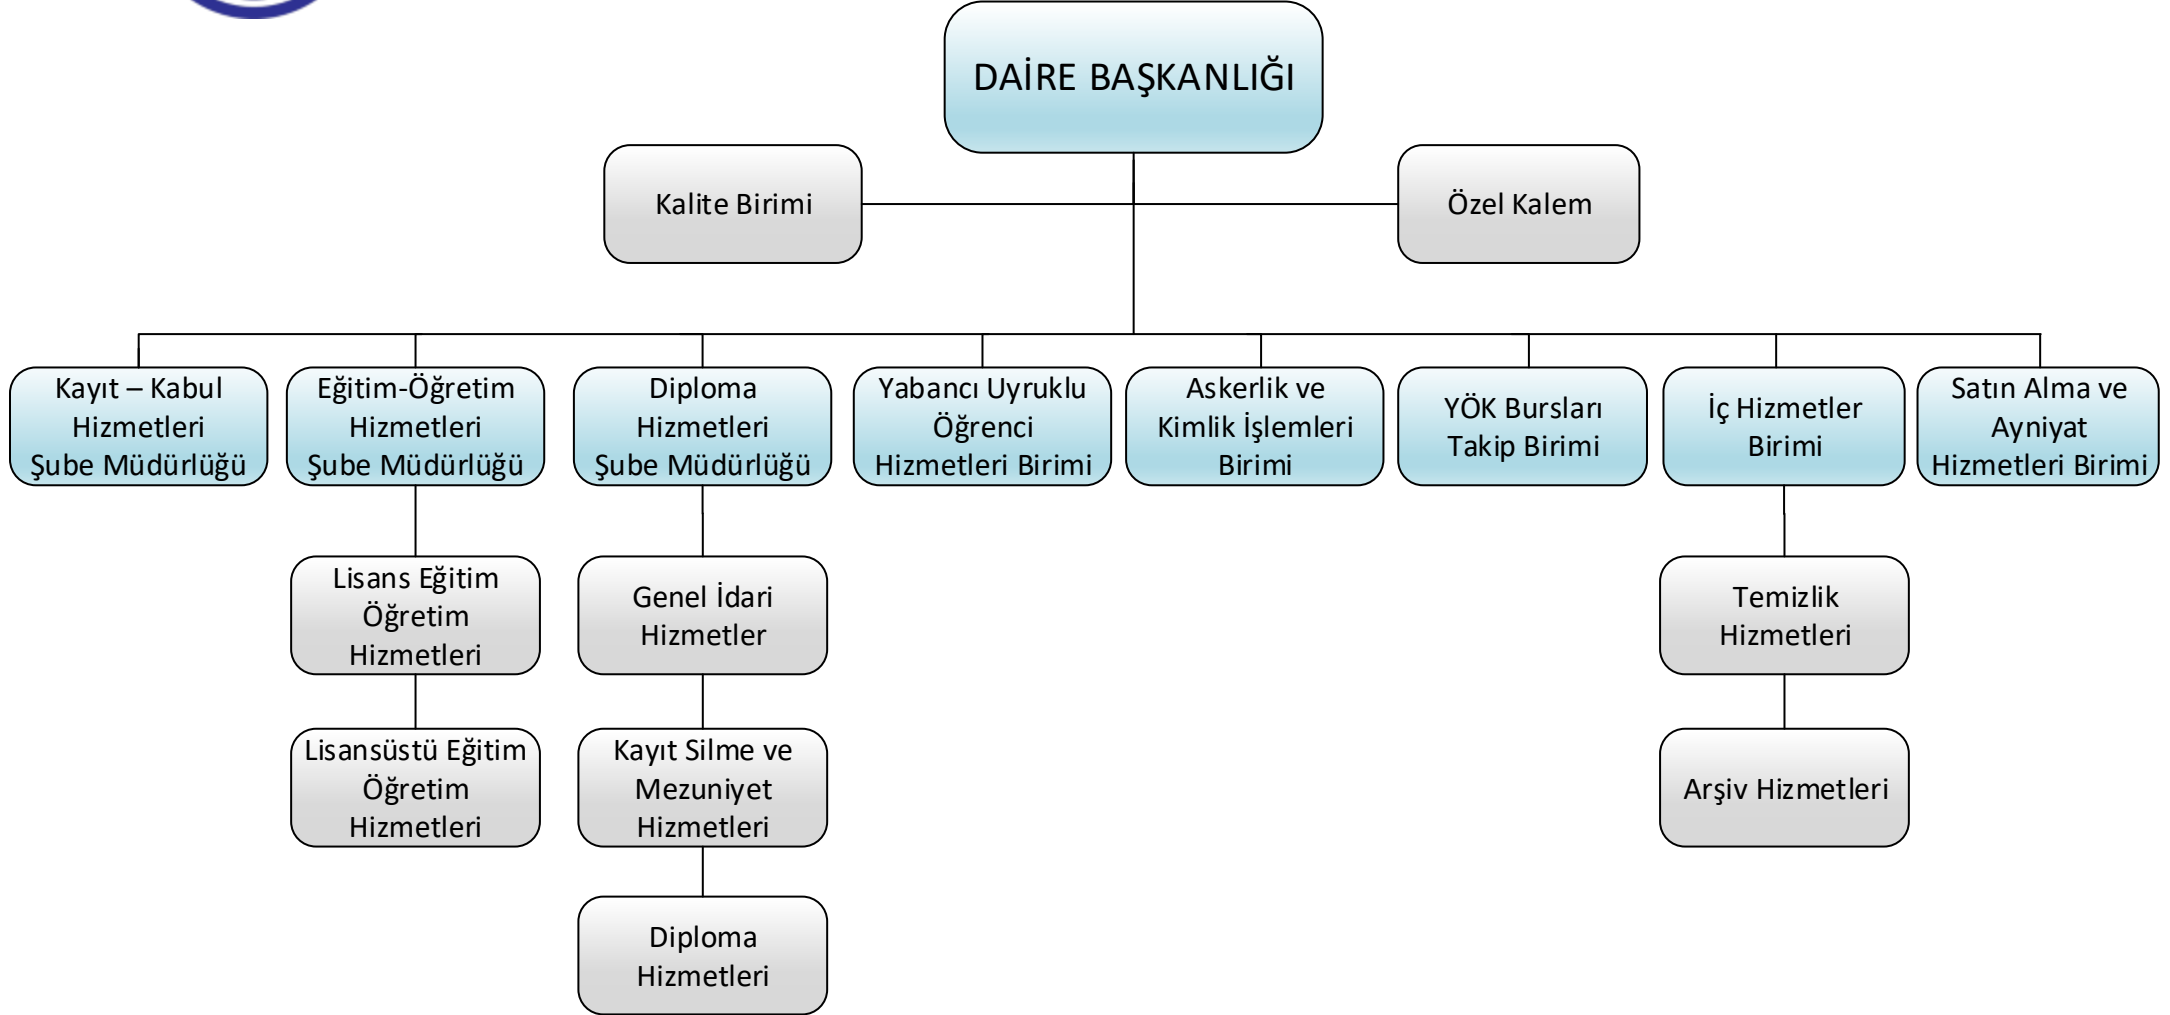 DAİRE BAŞKANLIĞI
Kalite Birimi
Özel Kalem
Kayıt – Kabul
Hizmetleri
Şube Müdürlüğü
Eğitim-Öğretim
Hizmetleri
Şube Müdürlüğü
Diploma
Hizmetleri
Şube Müdürlüğü
Yabancı Uyruklu
Öğrenci
Hizmetleri Birimi
Askerlik ve
Kimlik İşlemleri
Birimi
YÖK Bursları
Takip Birimi
İç Hizmetler
Birimi
Satın Alma ve
Ayniyat
Hizmetleri Birimi
Lisans Eğitim
Öğretim
Hizmetleri
Genel İdari
Hizmetler
Temizlik
Hizmetleri
Lisansüstü Eğitim
Öğretim
Hizmetleri
Kayıt Silme ve
Mezuniyet
Hizmetleri
Arşiv Hizmetleri
Diploma
Hizmetleri